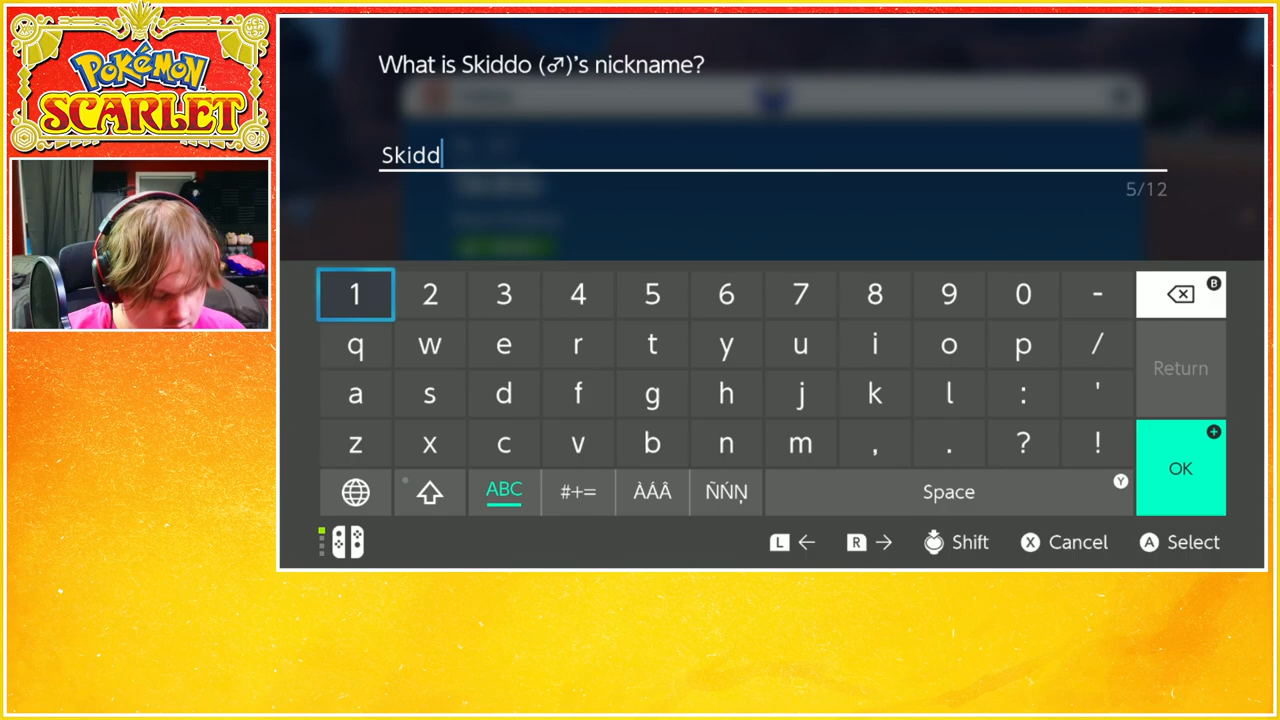 POKéMON
SCARLET
What is Skiddo (♂)'s nickname?
Skidd
5/12
1 2 3 4 5 6 7 8 9 0 - B
q w e r t y u i o p / Return
a s d f g h j k l : '
z x c v b n m , . ? ! + OK
ABC #+= ÀÁÂ ÑŃŅ Space Y
L ← R → Shift X Cancel A Select